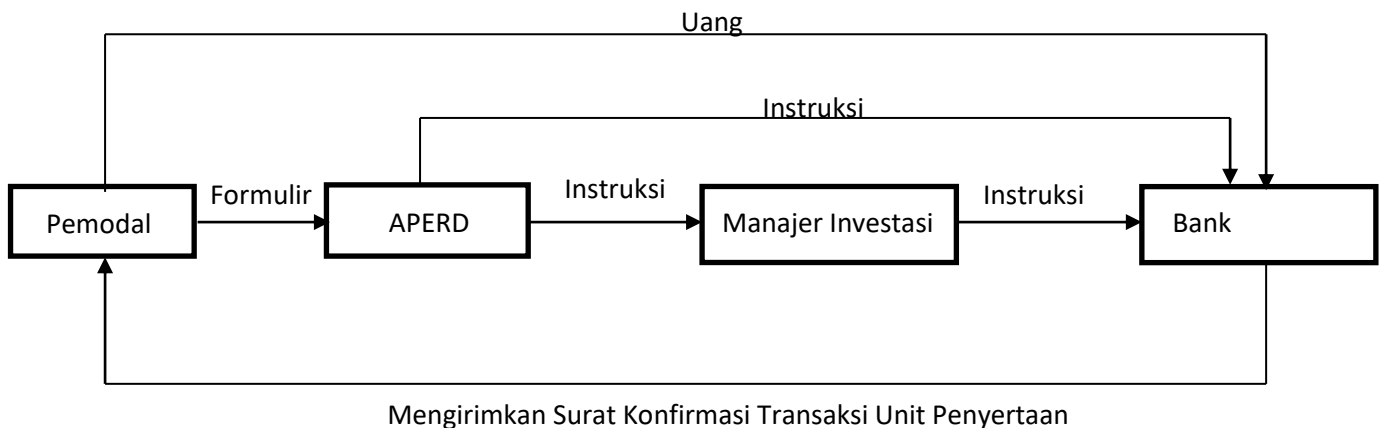 Uang
Instruksi
Formulir
Instruksi
Instruksi
Pemodal
APERD
Manajer Investasi
Bank
Mengirimkan Surat Konfirmasi Transaksi Unit Penyertaan